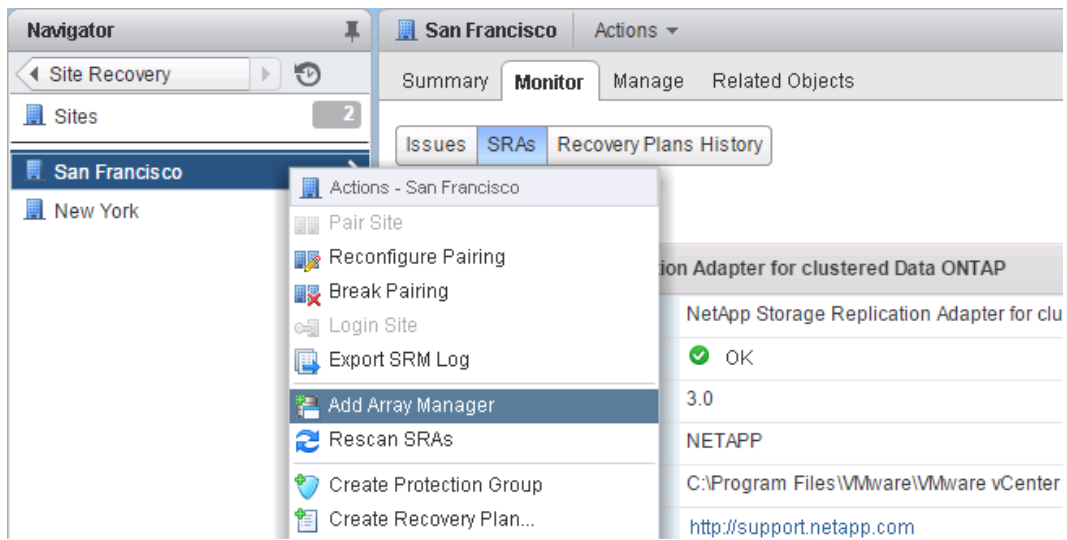 Navigator
Site Recovery
Sites 2
San Francisco
New York
San Francisco Actions
Summary Monitor Manage Related Objects
Issues SRAs Recovery Plans History
Actions - San Francisco
Pair Site
Reconfigure Pairing
Break Pairing
Login Site
Export SRM Log
Add Array Manager
Rescan SRAs
Create Protection Group
Create Recovery Plan...
ion Adapter for clustered Data ONTAP
NetApp Storage Replication Adapter for clu
OK
3.0
NETAPP
C:\Program Files\VMware\VMware vCenter
http://support.netapp.com